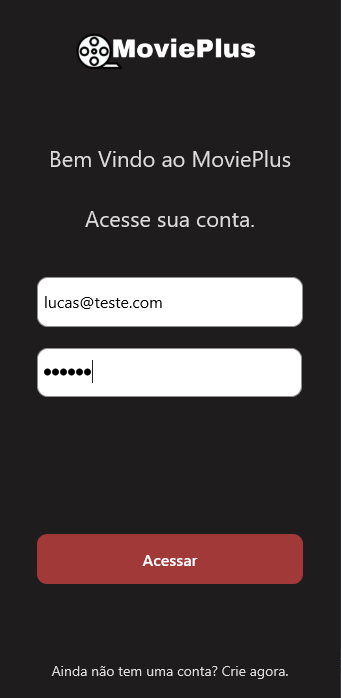 MoviePlus
Bem Vindo ao MoviePlus
Acesse sua conta.
lucas@teste.com
••••••
Acessar
Ainda não tem uma conta? Crie agora.